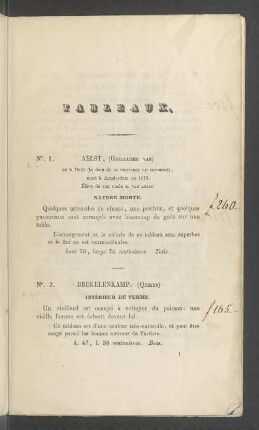 TABLEAUX.
N°. 1. AELST, (GUILLAUME VAN)
né à Delft (la date de sa naissance est inconnue),
mort à Amsterdam en 1679.
Élève de son oncle E. VAN AELST.
NATURE MORTE.
Quelques ustensiles de chasse, une perdrix, et quelques
passereaux sont arrangés avec beaucoup de goût sur une
table.
f 260.
L'arrangement et le coloris de ce tableau sont superbes
et le fini en est extraordinaire.
haut 78, large 75 centimètres. Toile.
N°. 2. BREKELENKAMP. (QUIRYN)
INTÉRIEUR DE FERME.
Un vieillard est occupé à nettoyer du poisson: une
vieille femme est debout devant lui.
f 165.
Ce tableau est d'une couleur très-naturelle, et peut être
rangé parmi les bonnes oeuvres de l'artiste.
h. 47, l. 38 centimètres. Bois.
1